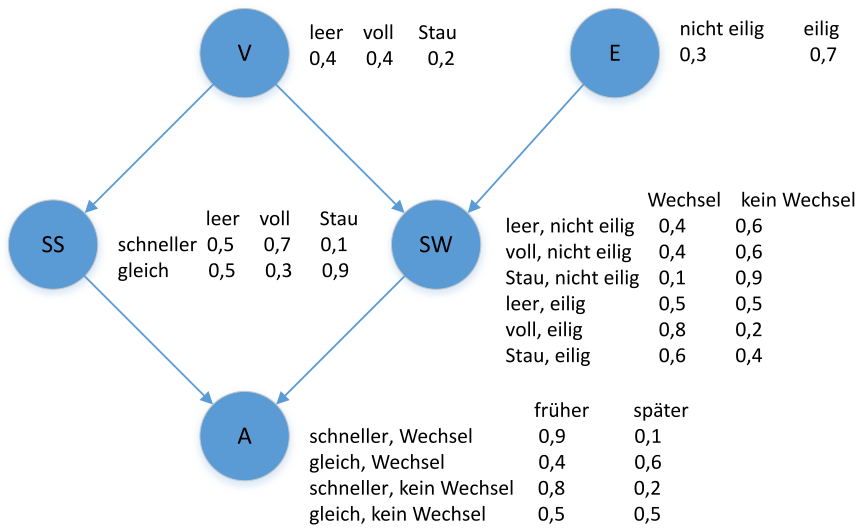 V
leer voll Stau
0,4 0,4 0,2
E
nicht eilig eilig
0,3 0,7
SS
leer voll Stau
schneller 0,5 0,7 0,1
gleich 0,5 0,3 0,9
SW
Wechsel kein Wechsel
leer, nicht eilig 0,4 0,6
voll, nicht eilig 0,4 0,6
Stau, nicht eilig 0,1 0,9
leer, eilig 0,5 0,5
voll, eilig 0,8 0,2
Stau, eilig 0,6 0,4
A
früher später
schneller, Wechsel 0,9 0,1
gleich, Wechsel 0,4 0,6
schneller, kein Wechsel 0,8 0,2
gleich, kein Wechsel 0,5 0,5